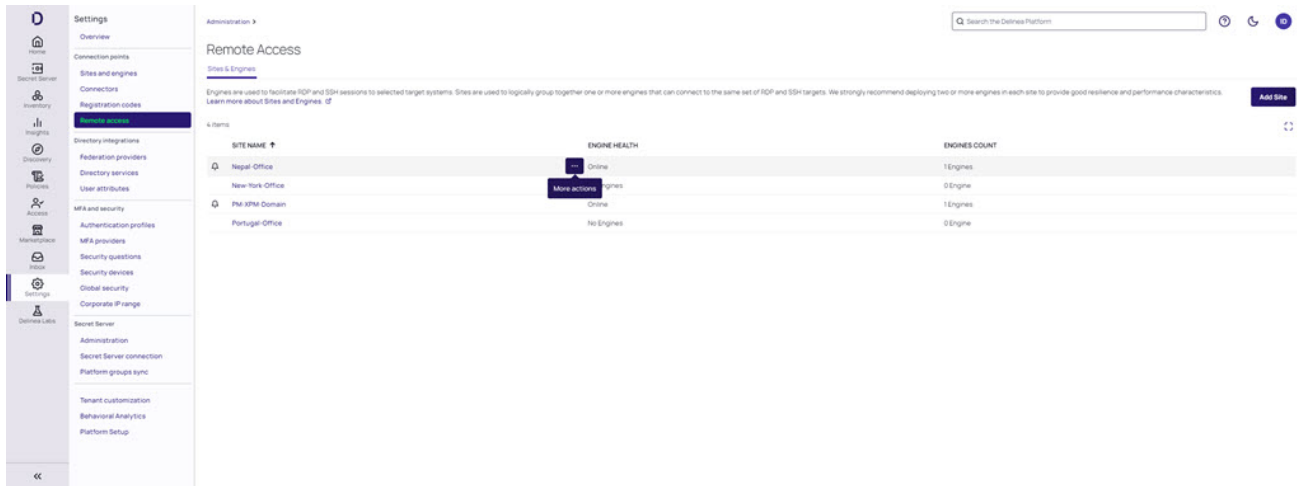 D
Settings
Administration >
Search the Delinea Platform
ID
Overview
Home
Secret Server
Inventory
Insights
Discovery
Policies
Access
Marketplace
Inbox
Settings
Delinea Labs
Connection points
Sites and engines
Connectors
Registration codes
Remote access
Directory integrations
Federation providers
Directory services
User attributes
MFA and security
Authentication profiles
MFA providers
Security questions
Security devices
Global security
Corporate IP range
Secret Server
Administration
Secret Server connection
Platform groups sync
Tenant customization
Behavioral Analytics
Platform Setup
Remote Access
Sites & Engines
Engines are used to facilitate RDP and SSH sessions to selected target systems. Sites are used to logically group together one or more engines that can connect to the same set of RDP and SSH targets. We strongly recommend deploying two or more engines in each site to provide good resilience and performance characteristics.
Learn more about Sites and Engines.
Add Site
4 items
SITE NAME ENGINE HEALTH ENGINES COUNT
Nepal-Office Online 1 Engines
More actions
New-York-Office ngines 0 Engine
PM-XPM-Domain Online 1 Engines
Portugal-Office No Engines 0 Engine